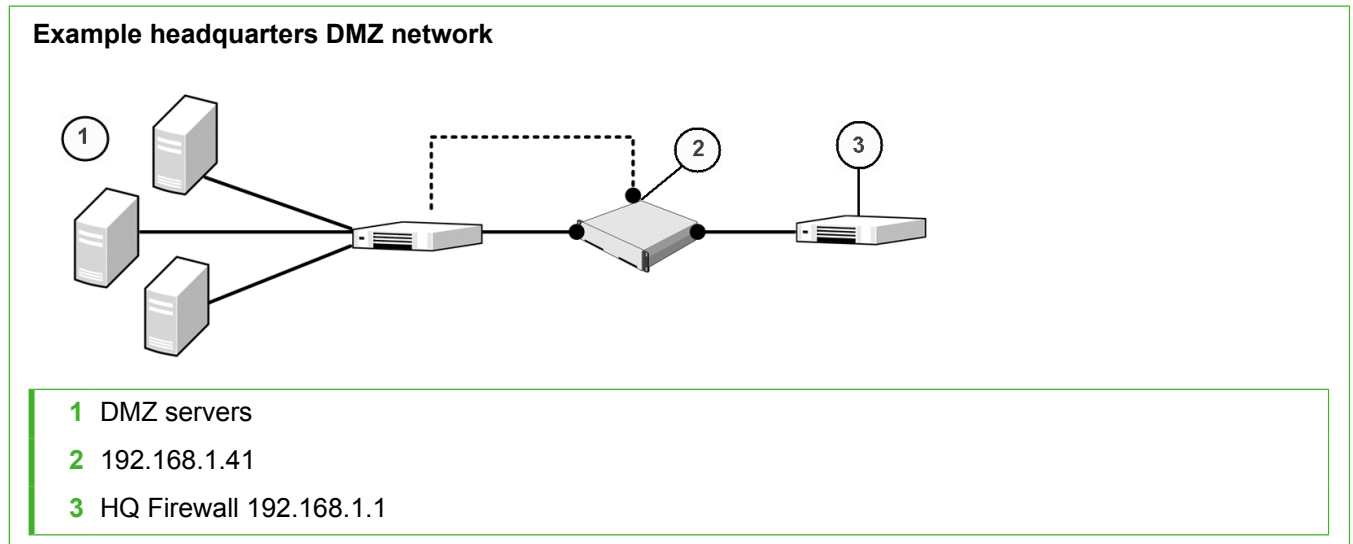 Example headquarters DMZ network
1
2
3
1 DMZ servers
2 192.168.1.41
3 HQ Firewall 192.168.1.1